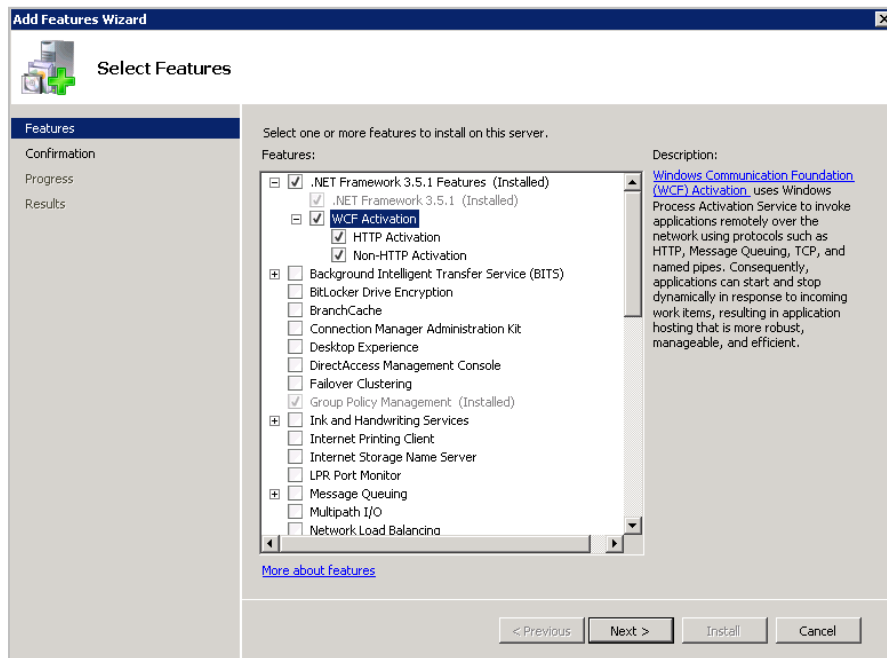 Add Features Wizard
Select Features
Features
Confirmation
Progress
Results
Select one or more features to install on this server.
Features:
.NET Framework 3.5.1 Features (Installed)
.NET Framework 3.5.1 (Installed)
WCF Activation
HTTP Activation
Non-HTTP Activation
Background Intelligent Transfer Service (BITS)
BitLocker Drive Encryption
BranchCache
Connection Manager Administration Kit
Desktop Experience
DirectAccess Management Console
Failover Clustering
Group Policy Management (Installed)
Ink and Handwriting Services
Internet Printing Client
Internet Storage Name Server
LPR Port Monitor
Message Queuing
Multipath I/O
Network Load Balancing
Description:
Windows Communication Foundation
(WCF) Activation uses Windows
Process Activation Service to invoke
applications remotely over the
network using protocols such as
HTTP, Message Queuing, TCP, and
named pipes. Consequently,
applications can start and stop
dynamically in response to incoming
work items, resulting in application
hosting that is more robust,
manageable, and efficient.
More about features
< Previous
Next >
Install
Cancel